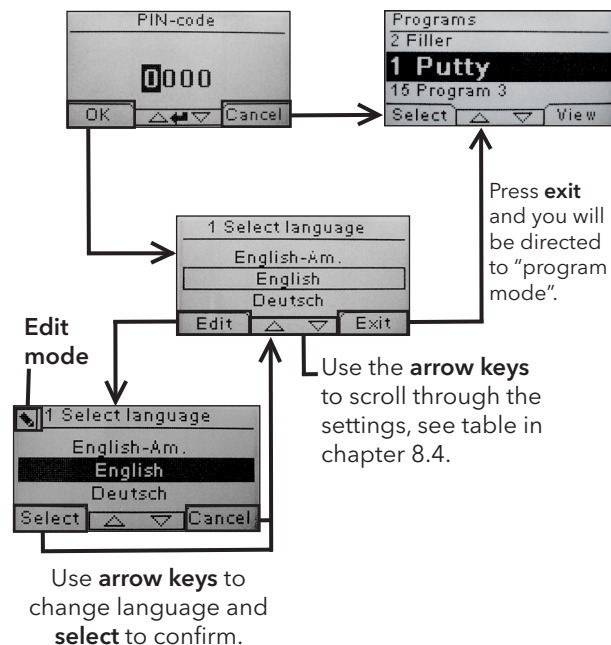 PIN-code
0000
OK
Cancel
Programs
2 Filler
1 Putty
15 Program 3
Select
View
Press exit
and you will
be directed
to “program
mode”.
1 Select language
English-Am.
English
Deutsch
Edit
Exit
Edit
mode
Use the arrow keys
to scroll through the
settings, see table in
chapter 8.4.
1 Select language
English-Am.
English
Deutsch
Select
Cancel
Use arrow keys to
change language and
select to confirm.